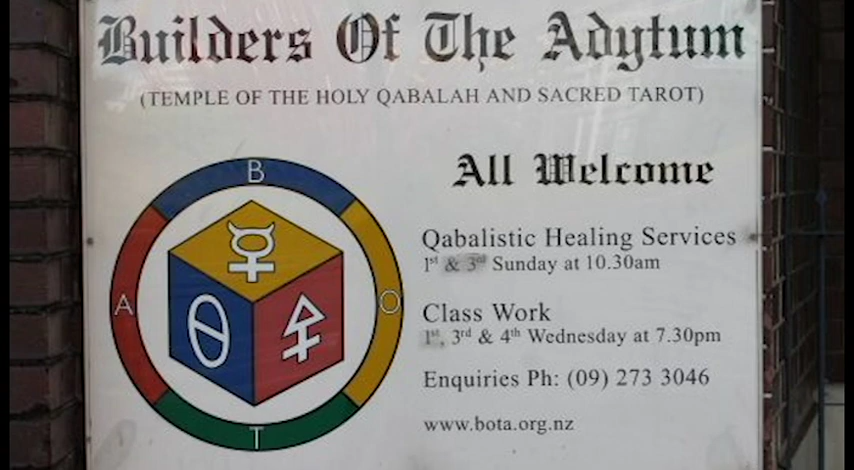 Builders Of The Adytum
(TEMPLE OF THE HOLY QABALAH AND SACRED TAROT)
B
O
T
A
All Welcome
Qabalistic Healing Services
1st & 3rd Sunday at 10.30am
Class Work
1st, 3rd & 4th Wednesday at 7.30pm
Enquiries Ph: (09) 273 3046
www.bota.org.nz